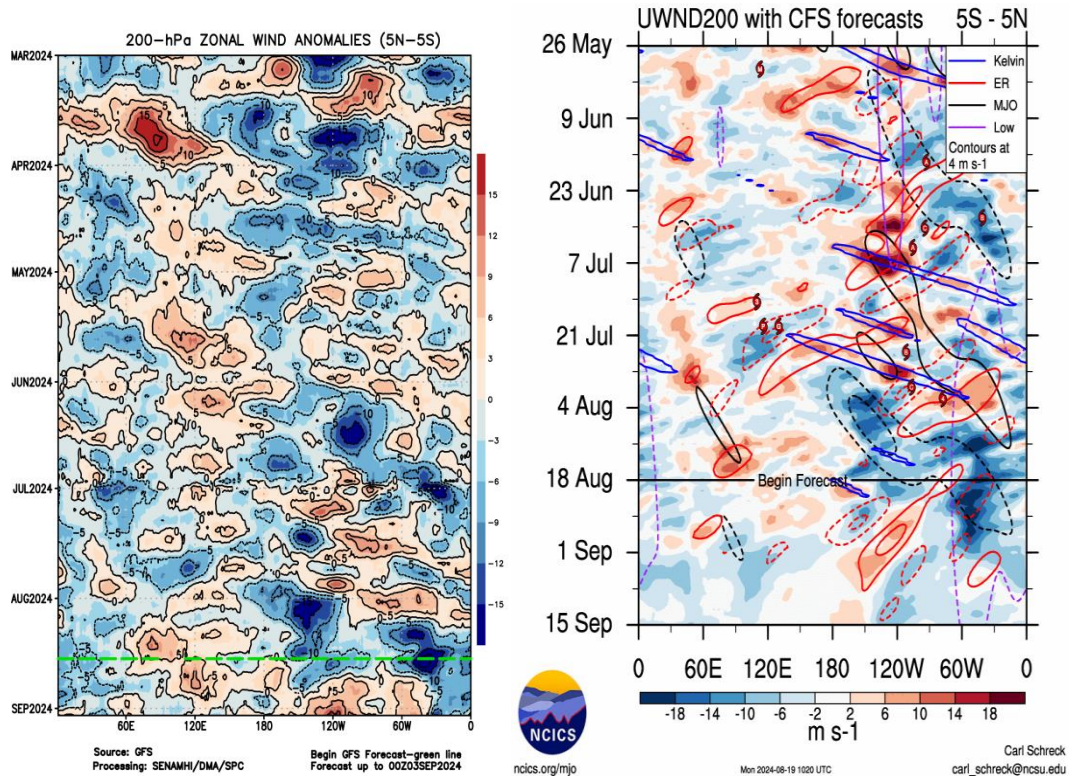 200-hPa ZONAL WIND ANOMALIES (5N-5S)
MAR2024
APR2024
MAY2024
JUN2024
JUL2024
AUG2024
SEP2024
60E 120E 180 120W 60W 0
15
12
9
6
3
0
-3
-6
-9
-12
-15
Source: GFS
Processing: SENAMHI/DMA/SPC
Begin GFS Forecast-green line
Forecast up to 00Z03SEP2024
UWND200 with CFS forecasts 5S - 5N
26 May
9 Jun
23 Jun
7 Jul
21 Jul
4 Aug
18 Aug
1 Sep
15 Sep
Kelvin
ER
MJO
Low
Contours at
4 m s-1
Begin Forecast
0 60E 120E 180 120W 60W 0
-18 -14 -10 -6 -2 2 6 10 14 18
m s-1
NCICS
ncics.org/mjo
Mon 2024-08-19 1020 UTC
Carl Schreck
carl_schreck@ncsu.edu